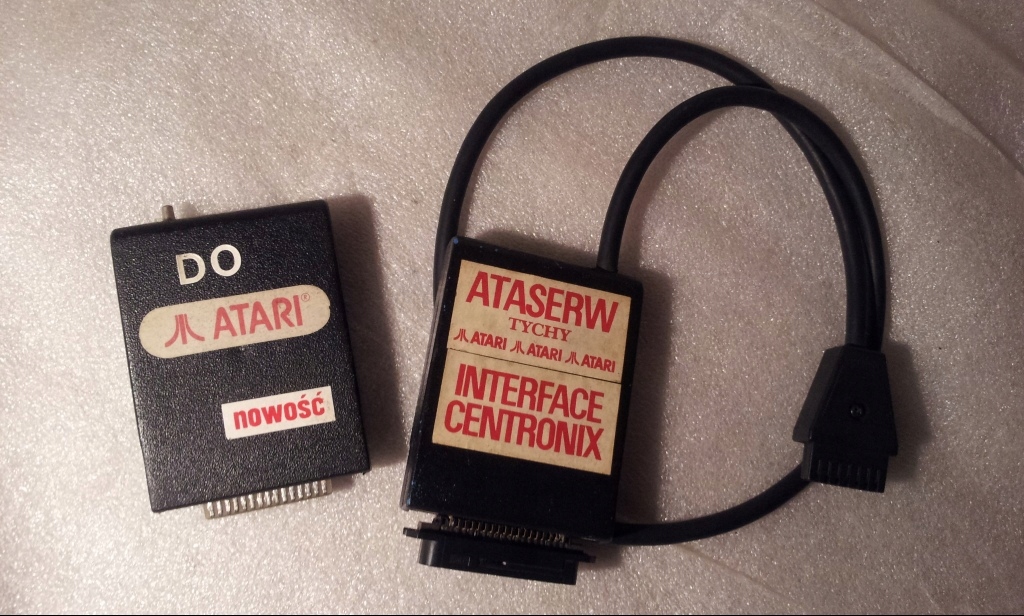 DO
ATARI®
nowość
ATASERW
TYCHY
ATARI ATARI ATARI
INTERFACE
CENTRONIX